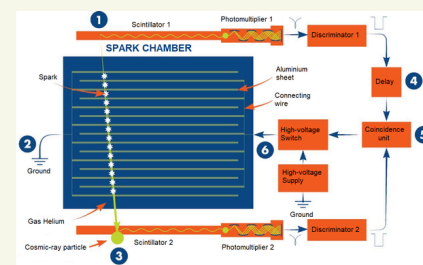 1
Scintillator 1
Photomultiplier 1
Discriminator 1
SPARK CHAMBER
Spark
Aluminium
sheet
Connecting
wire
Delay
4
2
Ground
High-voltage
Switch
6
Coincidence
unit
5
High-voltage
Supply
Ground
Gas Helium
Cosmic-ray particle
3
Scintillator 2
Photomultiplier 2
Discriminator 2